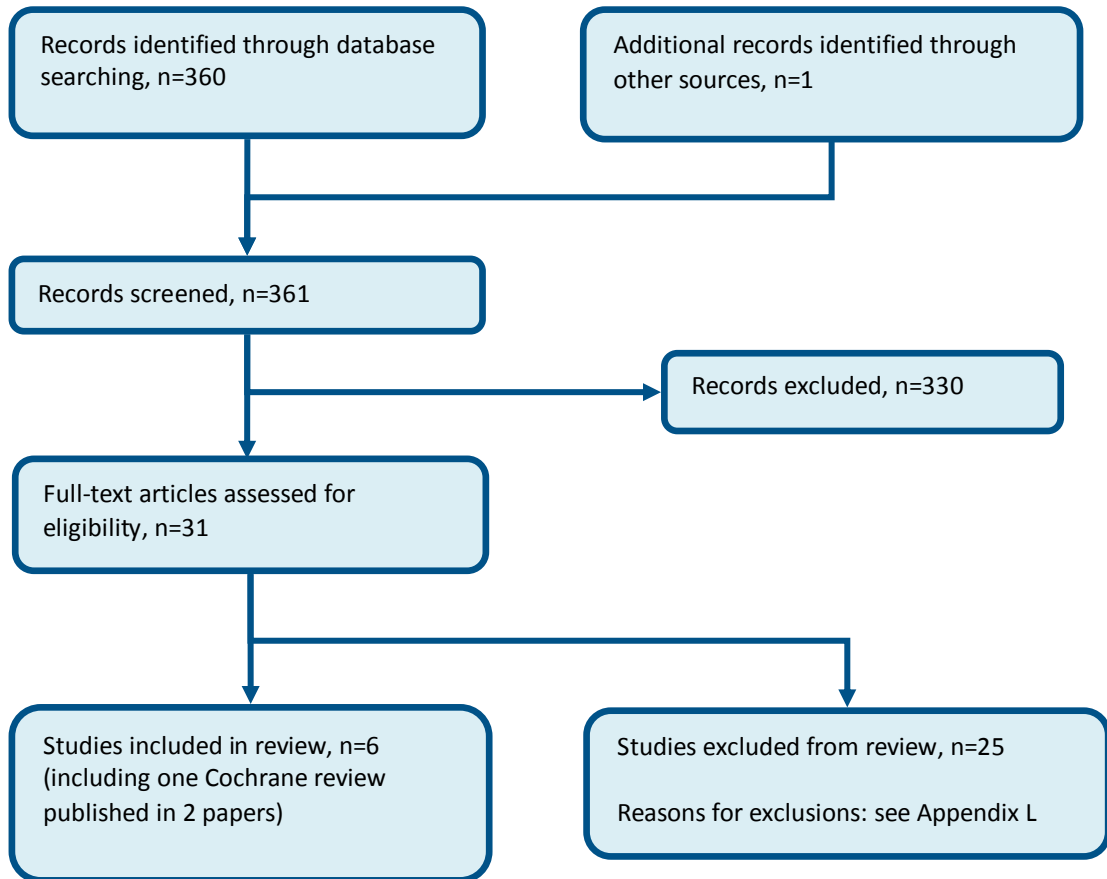 Records identified through database
searching, n=360
Additional records identified through
other sources, n=1
Records screened, n=361
Records excluded, n=330
Full-text articles assessed for
eligibility, n=31
Studies included in review, n=6
(including one Cochrane review
published in 2 papers)
Studies excluded from review, n=25
Reasons for exclusions: see Appendix L